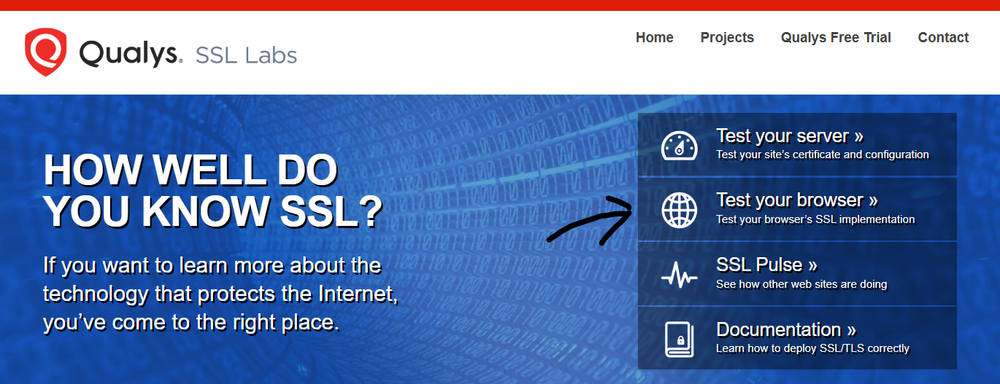 Qualys. SSL Labs
Home Projects Qualys Free Trial Contact
HOW WELL DO
YOU KNOW SSL?
If you want to learn more about the
technology that protects the Internet,
you’ve come to the right place.
Test your server »
Test your site’s certificate and configuration
Test your browser »
Test your browser’s SSL implementation
SSL Pulse »
See how other web sites are doing
Documentation »
Learn how to deploy SSL/TLS correctly